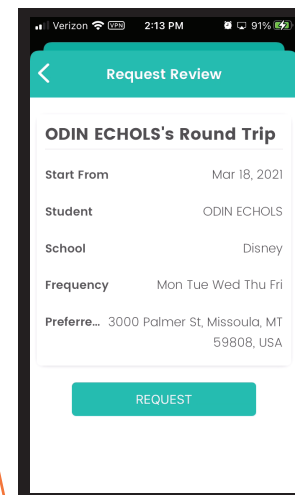 Verizon VPN 2:13 PM 91%
Request Review
ODIN ECHOLS's Round Trip
Start From Mar 18, 2021
Student ODIN ECHOLS
School Disney
Frequency Mon Tue Wed Thu Fri
Preferre... 3000 Palmer St, Missoula, MT
59808, USA
REQUEST